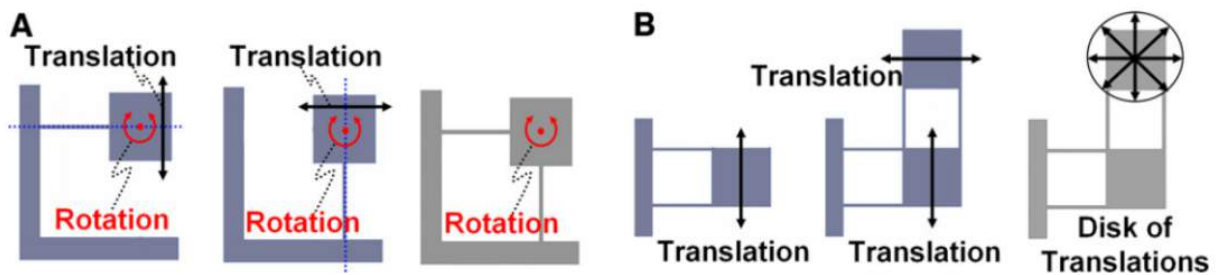 A
Translation
Rotation
Translation
Rotation
Rotation
B
Translation
Translation
Translation
Disk of
Translations